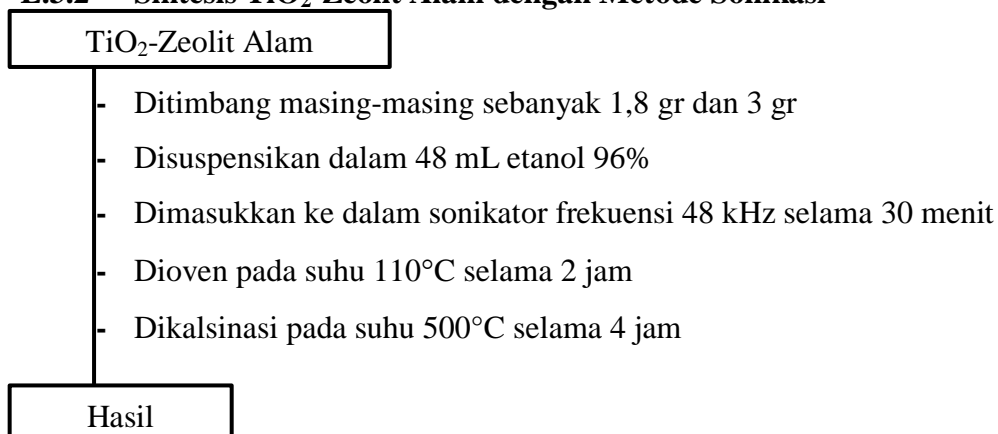 L.3.2 Sintesis TiO₂-Zeolit Alam dengan Metode Sonikasi
TiO₂-Zeolit Alam
- Ditimbang masing-masing sebanyak 1,8 gr dan 3 gr
- Disuspensikan dalam 48 mL etanol 96%
- Dimasukkan ke dalam sonikator frekuensi 48 kHz selama 30 menit
- Dioven pada suhu 110°C selama 2 jam
- Dikalsinasi pada suhu 500°C selama 4 jam
Hasil